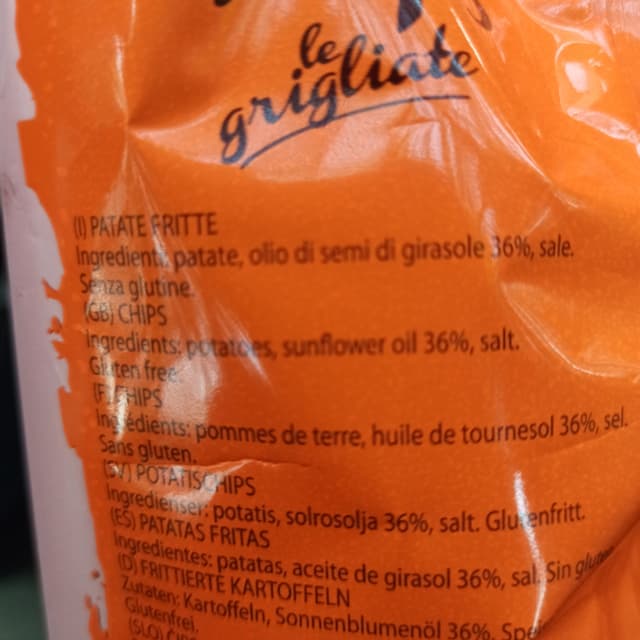 le
grigliate
(I) PATATE FRITTE
Ingredienti: patate, olio di semi di girasole 36%, sale.
Senza glutine.
(GB) CHIPS
Ingredients: potatoes, sunflower oil 36%, salt.
Gluten free.
(F) CHIPS
Ingrédients: pommes de terre, huile de tournesol 36%, sel.
Sans gluten.
(SV) POTATISCHIPS
Ingredienser: potatis, solrosolja 36%, salt. Glutenfritt.
(ES) PATATAS FRITAS
Ingredientes: patatas, aceite de girasol 36%, sal. Sin
(D) FRITTIERTE KARTOFFELN
Zutaten: Kartoffeln, Sonnenblumenöl 36%,
Glutenfrei.
(SLO)